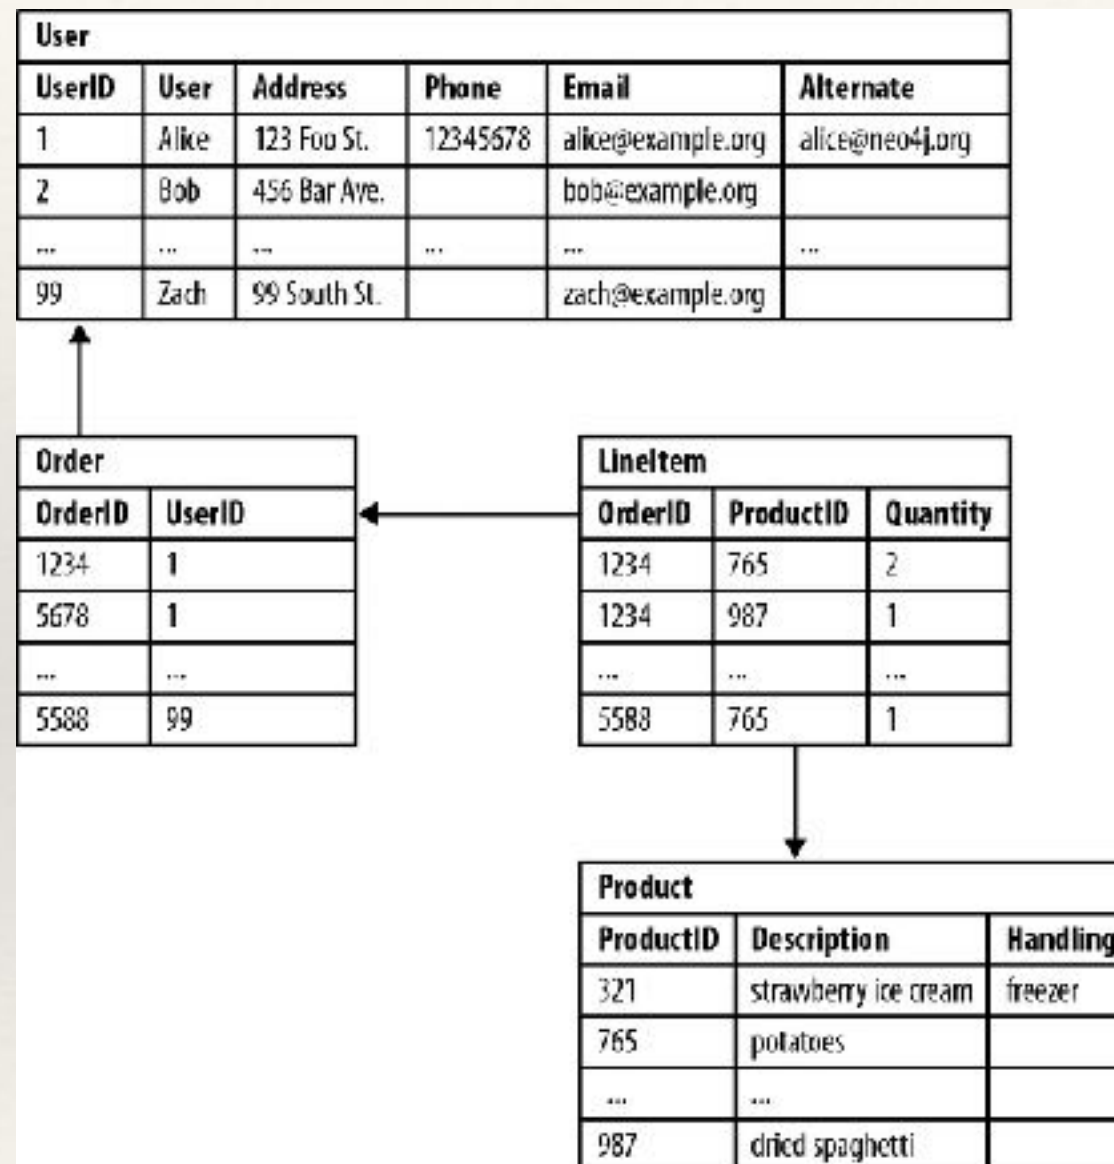 User
UserID User Address Phone Email Alternate
1 Alice 123 Foo St. 12345678 alice@example.org alice@neo4j.org
2 Bob 456 Bar Ave. bob@example.org
... ... ... ... ... ...
99 Zach 99 South St. zach@example.org
Order
OrderID UserID
1234 1
5678 1
... ...
5588 99
LineItem
OrderID ProductID Quantity
1234 765 2
1234 987 1
... ... ...
5588 765 1
Product
ProductID Description Handling
321 strawberry ice cream freezer
765 potatoes
... ...
987 dried spaghetti